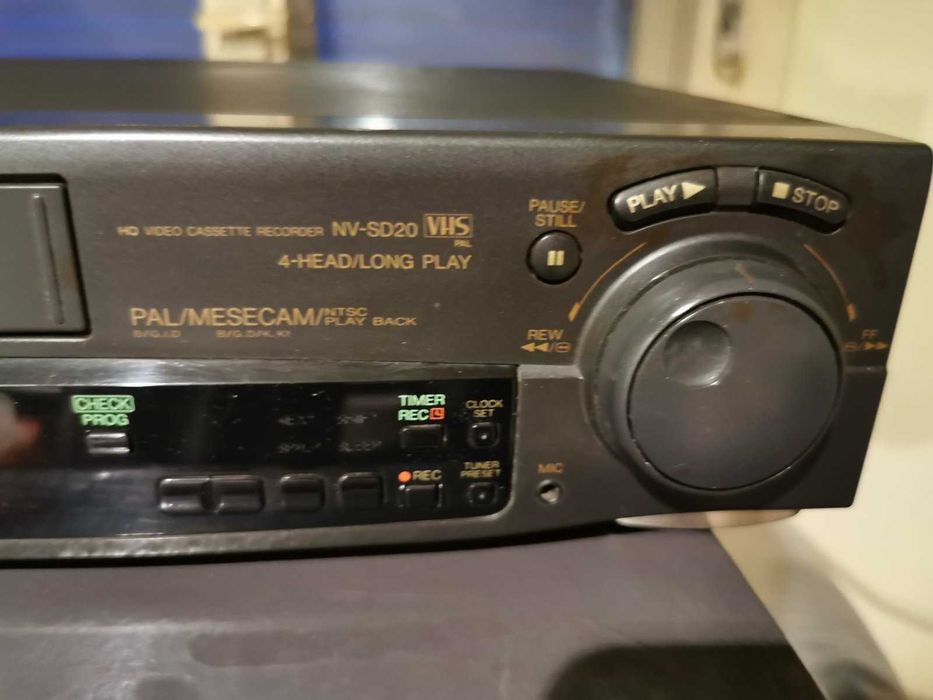 HQ VIDEO CASSETTE RECORDER NV-SD20 VHS
PAL
4-HEAD/LONG PLAY
PAL/MESECAM/NTSC PLAY BACK
B/G,I,D B/G,D/K,K1
PAUSE/
STILL
PLAY
STOP
REW
FF
CHECK
PROG
TIMER
REC
CLOCK
SET
REC
TUNER
PRESET
MIC